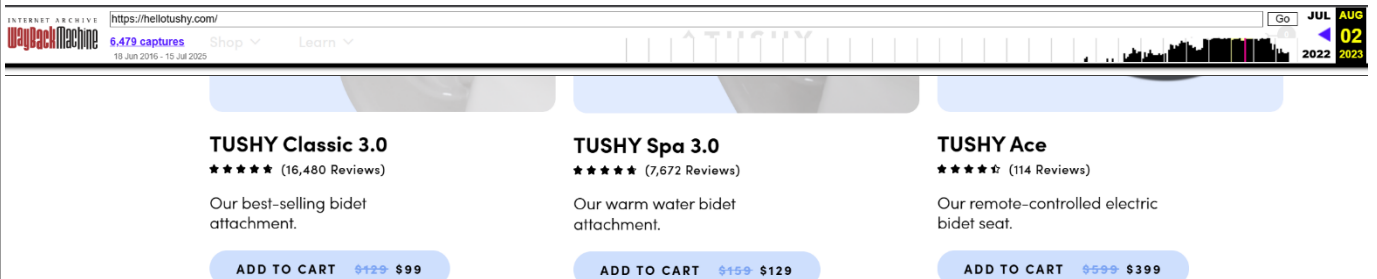 INTERNET ARCHIVE
WayBackMachine
https://hellotushy.com/
Go
JUL
AUG
6,479 captures
02
18 Jun 2016 - 15 Jul 2025
2022
2023
Shop
Learn
TUSHY
TUSHY Classic 3.0
(16,480 Reviews)
Our best-selling bidet
attachment.
ADD TO CART $129 $99
TUSHY Spa 3.0
(7,672 Reviews)
Our warm water bidet
attachment.
ADD TO CART $159 $129
TUSHY Ace
(114 Reviews)
Our remote-controlled electric
bidet seat.
ADD TO CART $599 $399